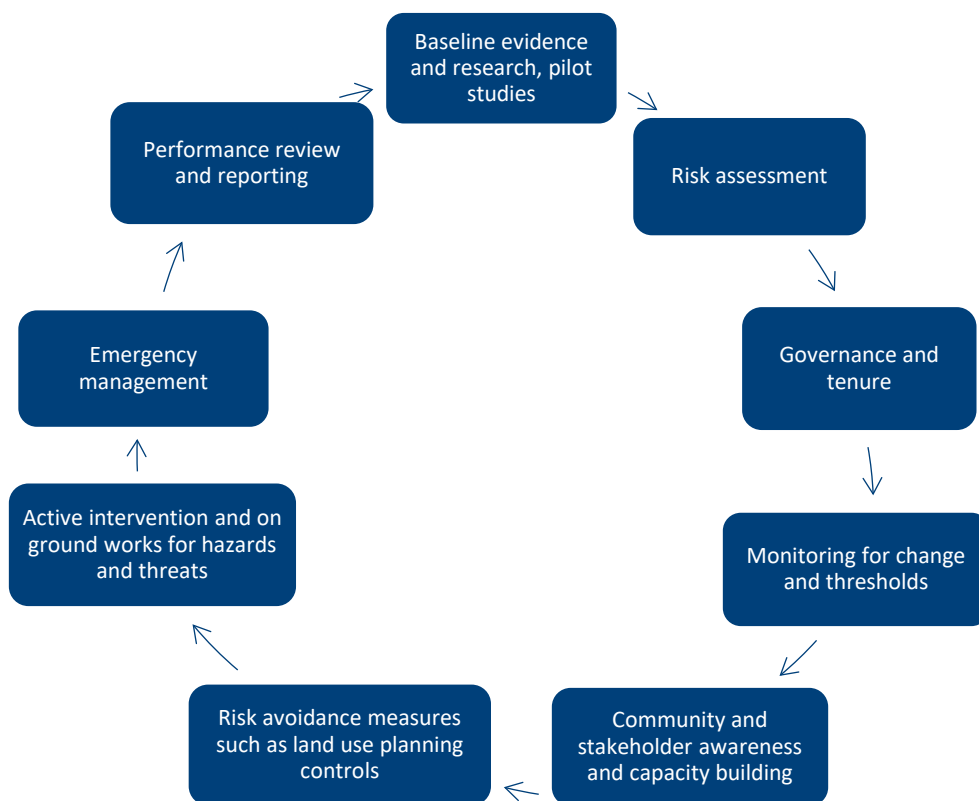 Baseline evidence
and research, pilot
studies
Risk assessment
Governance and
tenure
Monitoring for change
and thresholds
Community and
stakeholder awareness
and capacity building
Risk avoidance measures
such as land use planning
controls
Active intervention and on
ground works for hazards
and threats
Emergency
management
Performance review
and reporting